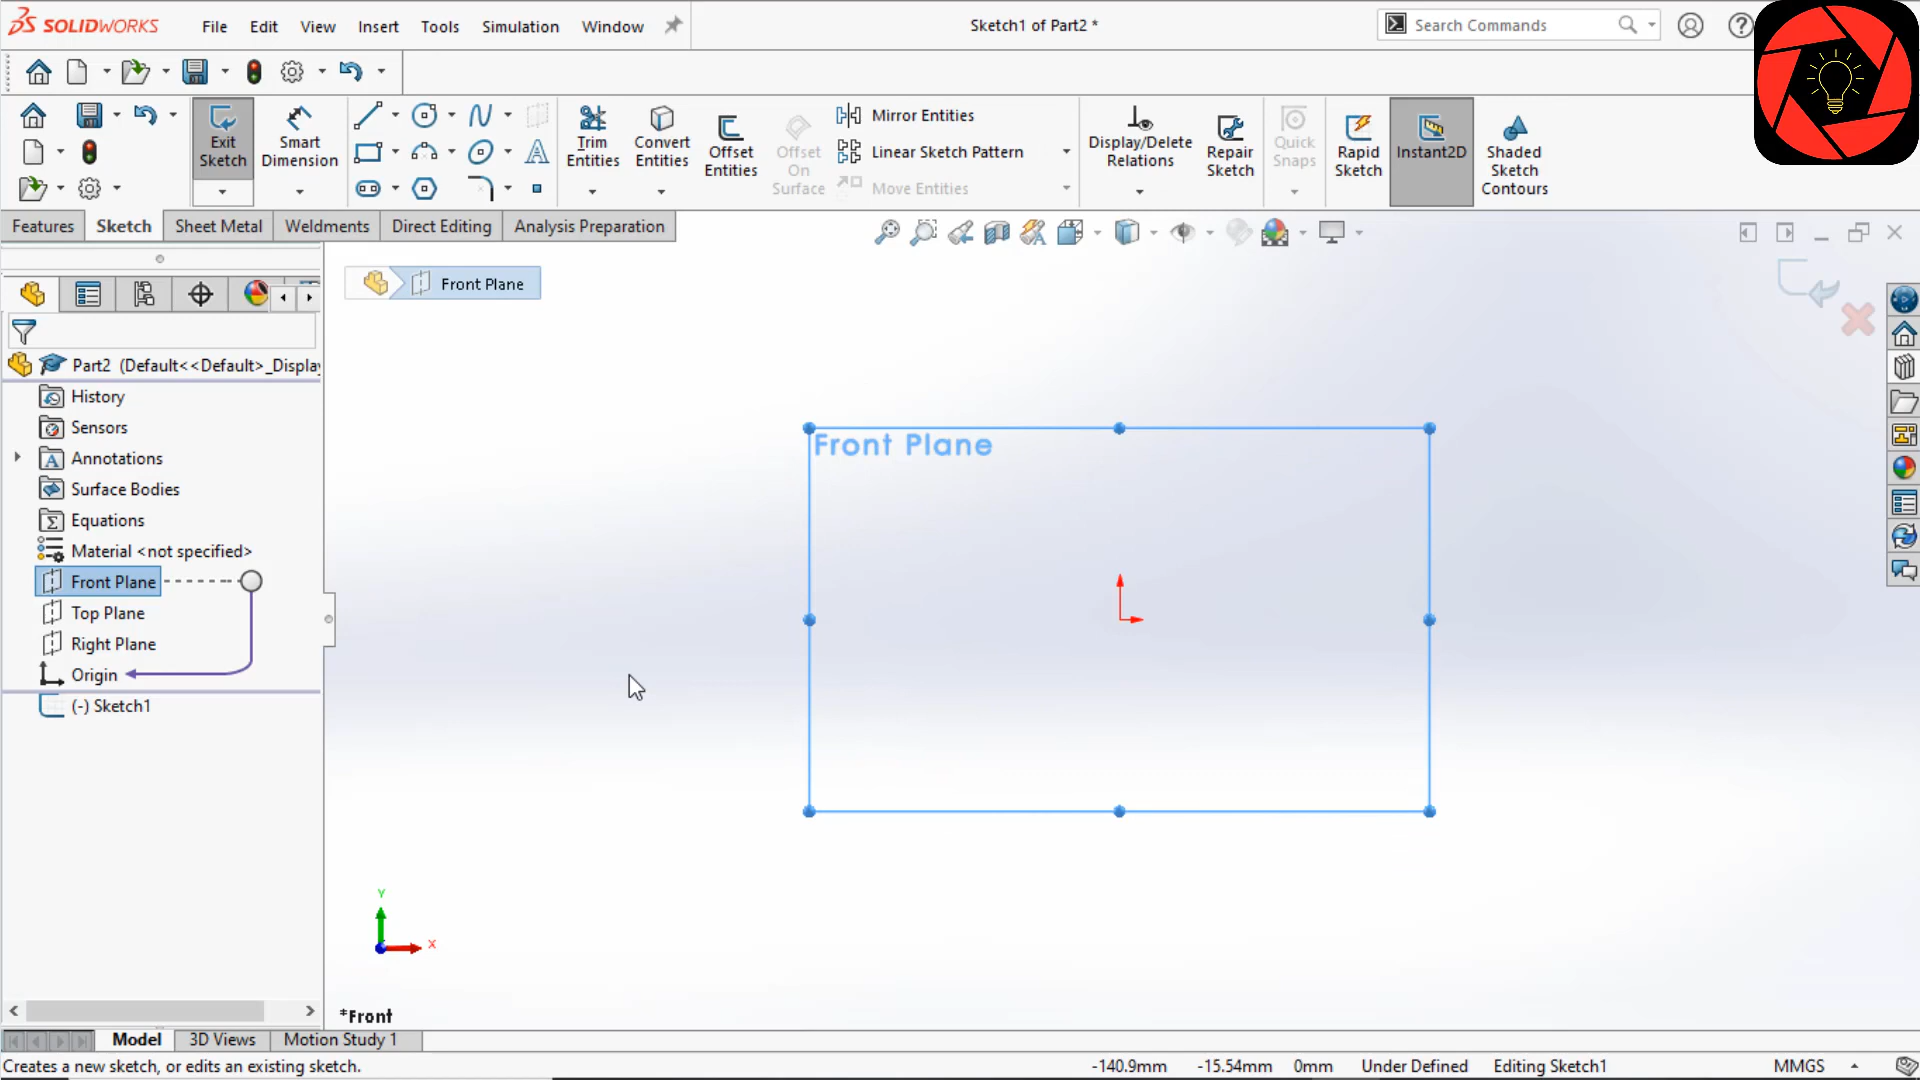 SOLIDWORKS File Edit View Insert Tools Simulation Window Sketch1 of Part2 * Search Commands
Exit Sketch
Smart Dimension
Trim Entities
Convert Entities
Offset Entities
Offset On Surface
Mirror Entities
Linear Sketch Pattern
Move Entities
Display/Delete Relations
Repair Sketch
Quick Snaps
Rapid Sketch
Instant2D
Shaded Sketch Contours
Features Sketch Sheet Metal Weldments Direct Editing Analysis Preparation
Front Plane
Part2 (Default<<Default>_Display
History
Sensors
Annotations
Surface Bodies
Equations
Material <not specified>
Front Plane
Top Plane
Right Plane
Origin
(-) Sketch1
Front Plane
Y
X
*Front
Model 3D Views Motion Study 1
Creates a new sketch, or edits an existing sketch. -140.9mm -15.54mm 0mm Under Defined Editing Sketch1 MMGS